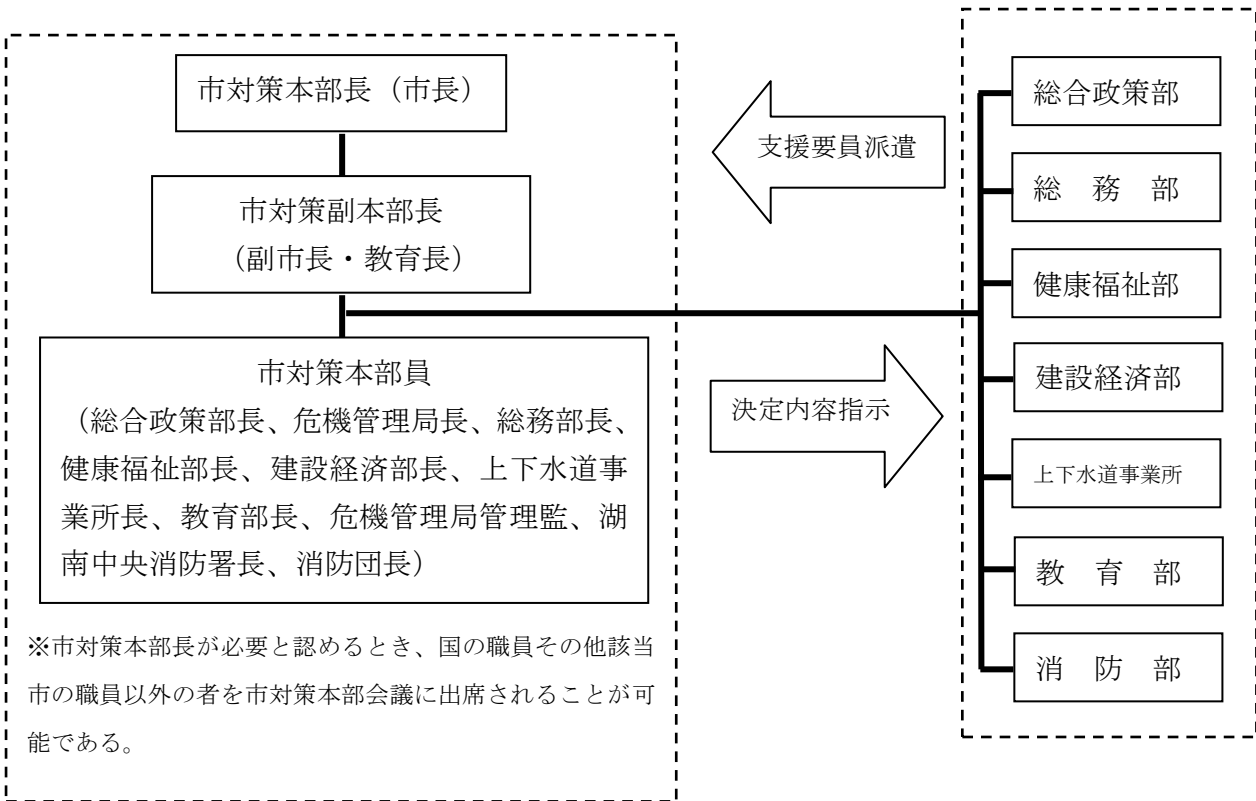 市対策本部長（市長）
市対策副本部長
（副市長・教育長）
市対策本部員
（総合政策部長、危機管理局長、総務部長、
健康福祉部長、建設経済部長、上下水道事
業所長、教育部長、危機管理局管理監、湖
南中央消防署長、消防団長）
※市対策本部長が必要と認めるとき、国の職員その他該当
市の職員以外の者を市対策本部会議に出席されることが可
能である。
支援要員派遣
決定内容指示
総合政策部
総　務　部
健康福祉部
建設経済部
上下水道事業所
教　育　部
消　防　部